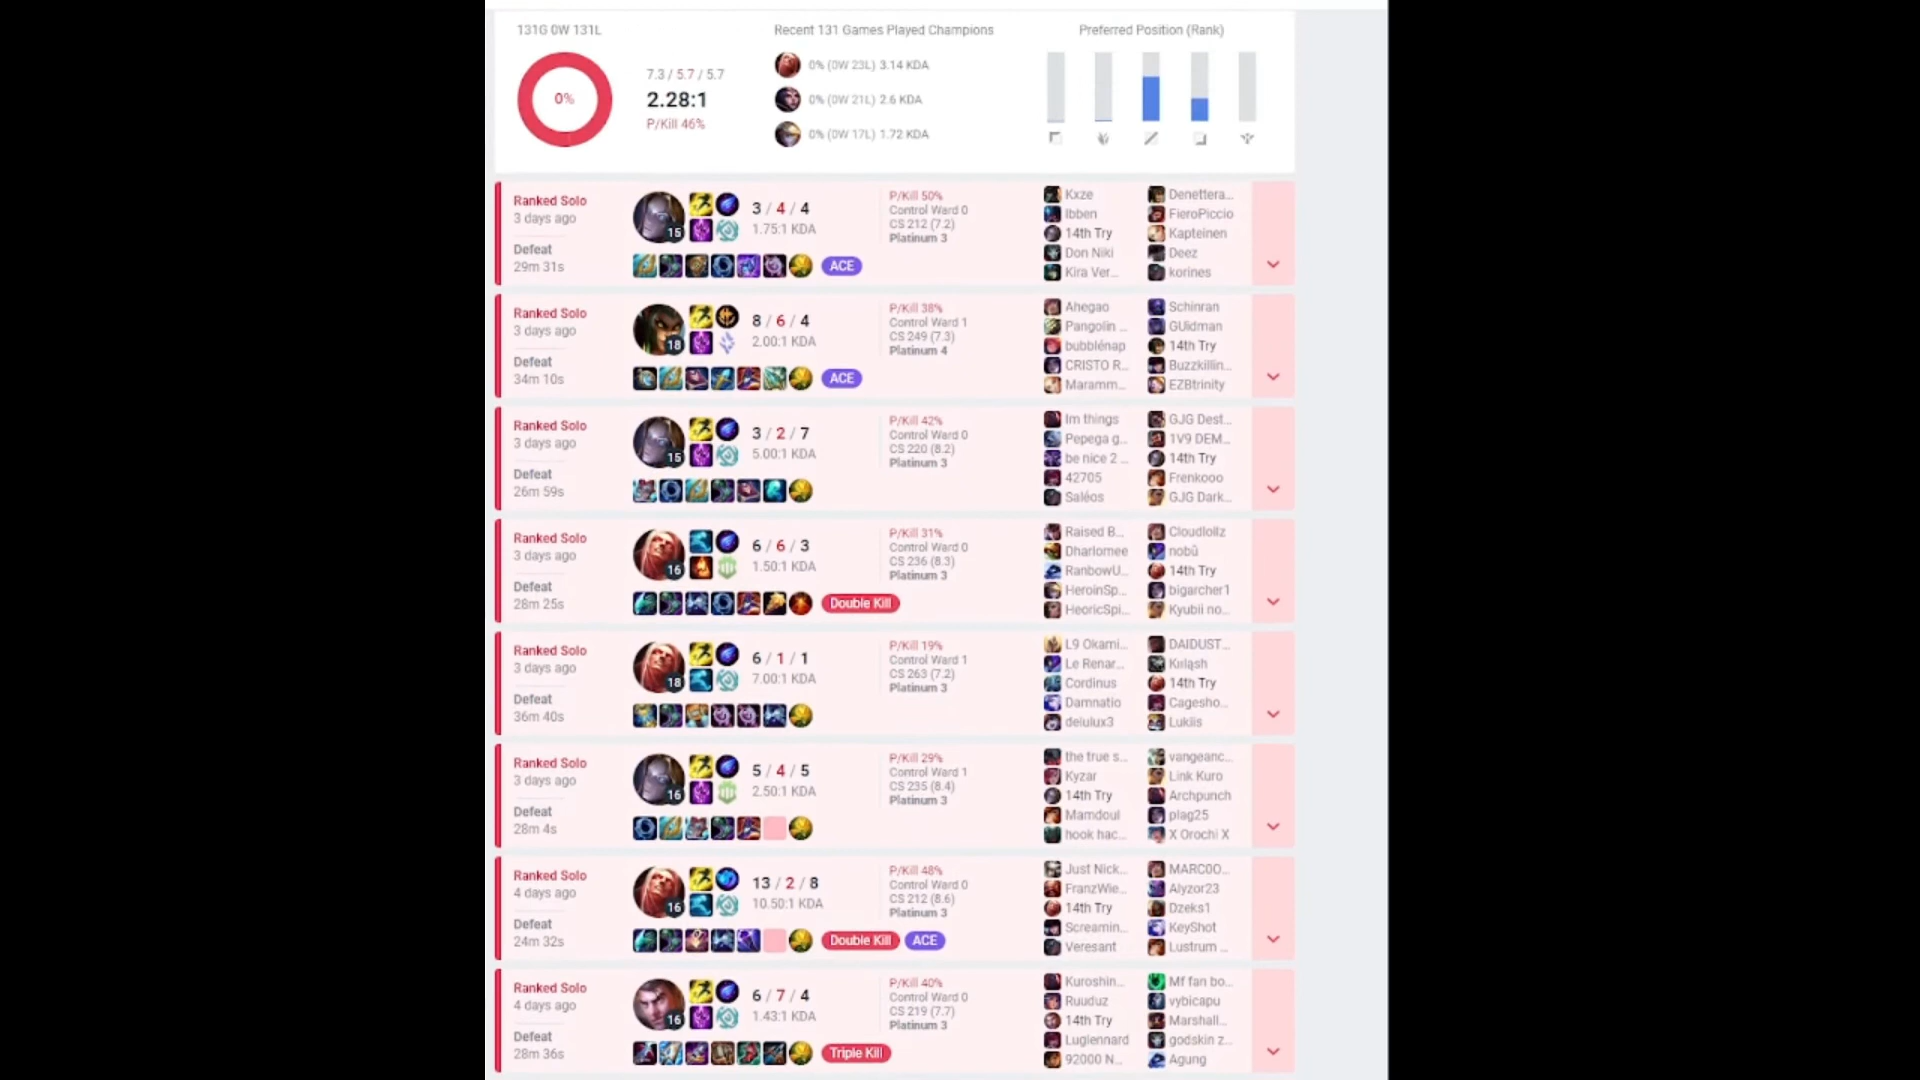 131G 0W 131L
0%
7.3 / 5.7 / 5.7
2.28:1
P/Kill 46%
Recent 131 Games Played Champions
0% (0W 23L) 3.14 KDA
0% (0W 21L) 2.6 KDA
0% (0W 17L) 1.72 KDA
Preferred Position (Rank)
Ranked Solo
3 days ago
Defeat
29m 31s
15
3 / 4 / 4
1.75:1 KDA
ACE
P/Kill 50%
Control Ward 0
CS 212 (7.2)
Platinum 3
Kxze
Ibben
14th Try
Don Niki
Kira Ver...
Denettera...
FieroPiccio
Kapteinen
Deez
korines
Ranked Solo
3 days ago
Defeat
34m 10s
18
8 / 6 / 4
2.00:1 KDA
ACE
P/Kill 38%
Control Ward 1
CS 249 (7.3)
Platinum 4
Ahegao
Pangolin ...
bubblénap
CRISTO R...
Maramm...
Schinran
GUidman
14th Try
Buzzkillin...
EZBtrinity
Ranked Solo
3 days ago
Defeat
26m 59s
15
3 / 2 / 7
5.00:1 KDA
P/Kill 42%
Control Ward 0
CS 220 (8.2)
Platinum 3
Im things
Pepega g...
be nice 2 ...
42705
Saléos
GJG Dest...
1V9 DEM...
14th Try
Frenkooo
GJG Dark...
Ranked Solo
3 days ago
Defeat
28m 25s
16
6 / 6 / 3
1.50:1 KDA
Double Kill
P/Kill 31%
Control Ward 0
CS 236 (8.3)
Platinum 3
Raised B...
Dharlomee
RanbowU...
HeroinSp...
HeoricSpi...
Cloudlollz
nobü
14th Try
bigarcher1
Kyubii no...
Ranked Solo
3 days ago
Defeat
36m 40s
18
6 / 1 / 1
7.00:1 KDA
P/Kill 19%
Control Ward 1
CS 263 (7.2)
Platinum 3
L9 Okami...
Le Renar...
Cordinus
Damnatio
DAIDUST...
14th Try
Cagesho...
Ranked Solo
3 days ago
Defeat
28m 4s
16
5 / 4 / 5
2.50:1 KDA
P/Kill 29%
Control Ward 1
CS 235 (8.4)
Platinum 3
the true s...
Kyzar
14th Try
Mamdoul
hook hac...
vangeanc...
Link Kuro
Archpunch
plag25
X Orochi X
Ranked Solo
4 days ago
Defeat
24m 32s
16
13 / 2 / 8
10.50:1 KDA
Double Kill
ACE
P/Kill 48%
Control Ward 0
CS 212 (8.6)
Platinum 3
Just Nick...
FranzWie...
14th Try
Screamin...
Veresant
MARC0O...
Alyzor23
Dzeks1
KeyShot
Lustrum ...
Ranked Solo
4 days ago
Defeat
28m 36s
16
6 / 7 / 4
1.43:1 KDA
Triple Kill
P/Kill 40%
Control Ward 0
CS 219 (7.7)
Platinum 3
Kuroshin...
Ruuduz
14th Try
92000 N...
Mf fan bo...
vybicapu
Marshall...
godskin z...
Agung